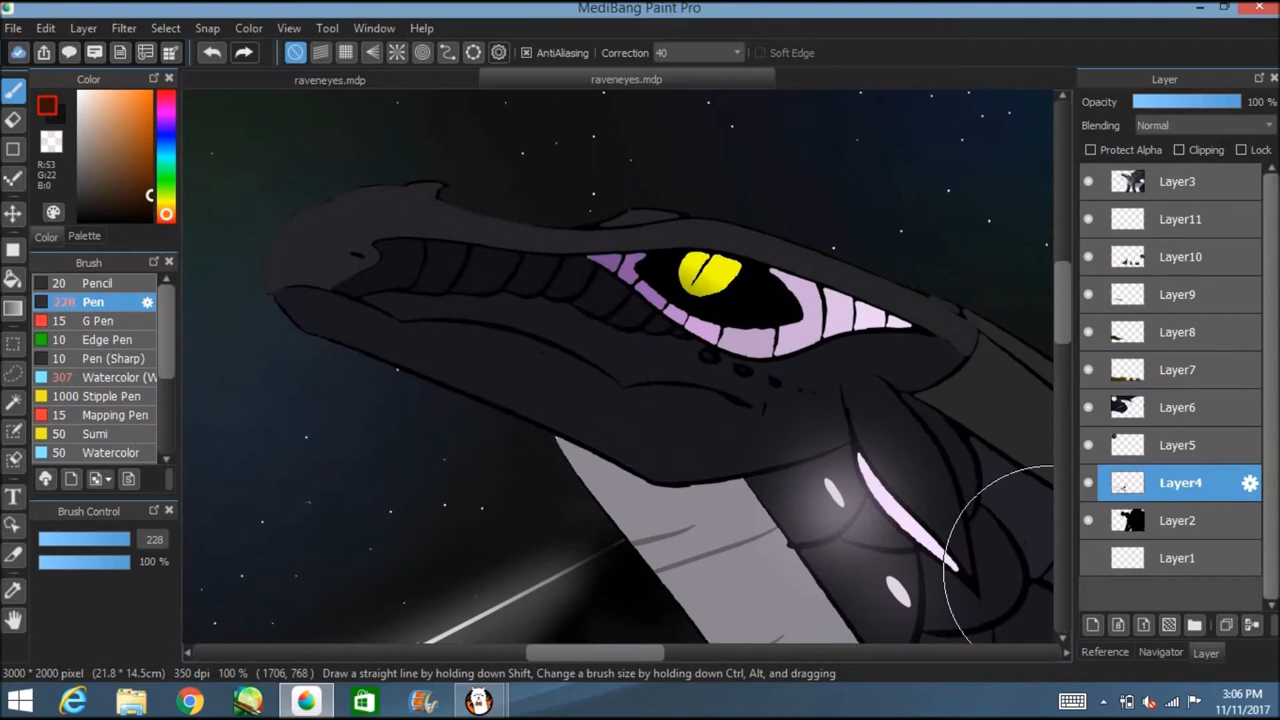 MediBang Paint Pro
File Edit Layer Filter Select Snap Color View Tool Window Help
AntiAliasing Correction 40 Soft Edge
Color raveneyes.mdp raveneyes.mdp Layer
Opacity 100 %
Blending Normal
Protect Alpha Clipping Lock
R:53
G:22
B:0
Color Palette
Brush
20 Pencil
228 Pen
15 G Pen
10 Edge Pen
10 Pen (Sharp)
307 Watercolor (W
1000 Stipple Pen
15 Mapping Pen
50 Sumi
50 Watercolor
Brush Control
228
100 %
Layer3
Layer11
Layer10
Layer9
Layer8
Layer7
Layer6
Layer5
Layer4
Layer2
Layer1
Reference Navigator Layer
3000 * 2000 pixel (21.8 * 14.5cm) 350 dpi 100 % ( 1706, 768 ) Draw a straight line by holding down Shift, Change a brush size by holding down Ctrl, Alt, and dragging
3:06 PM
11/11/2017